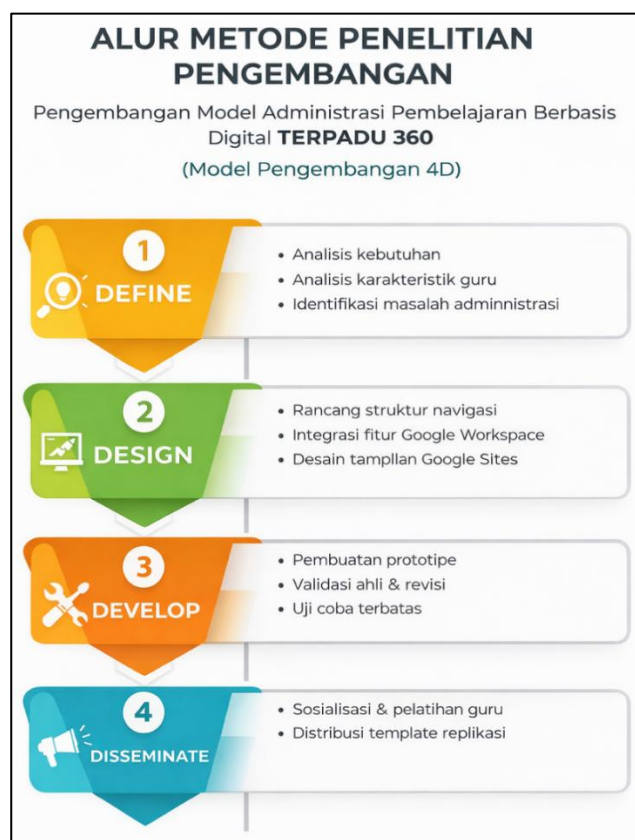 ALUR METODE PENELITIAN
PENGEMBANGAN
Pengembangan Model Administrasi Pembelajaran Berbasis
Digital TERPADU 360
(Model Pengembangan 4D)
1
DEFINE
• Analisis kebutuhan
• Analisis karakteristik guru
• Identifikasi masalah adminnistrasi
2
DESIGN
• Rancang struktur navigasi
• Integrasi fitur Google Workspace
• Desain tampllan Google Sites
3
DEVELOP
• Pembuatan prototipe
• Validasi ahli & revisi
• Uji coba terbatas
4
DISSEMINATE
• Sosialisasi & pelatihan guru
• Distribusi template replikasi